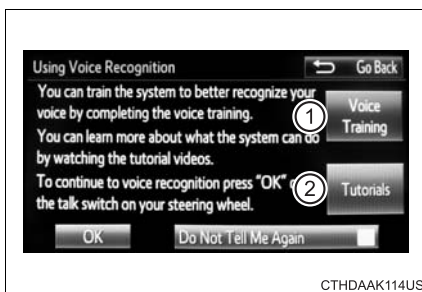 Using Voice Recognition
Go Back
You can train the system to better recognize your
voice by completing the voice training.
1
Voice
Training
You can learn more about what the system can do
by watching the tutorial videos.
To continue to voice recognition press "OK"
2
Tutorials
the talk switch on your steering wheel.
OK
Do Not Tell Me Again
CTHDAAK114US